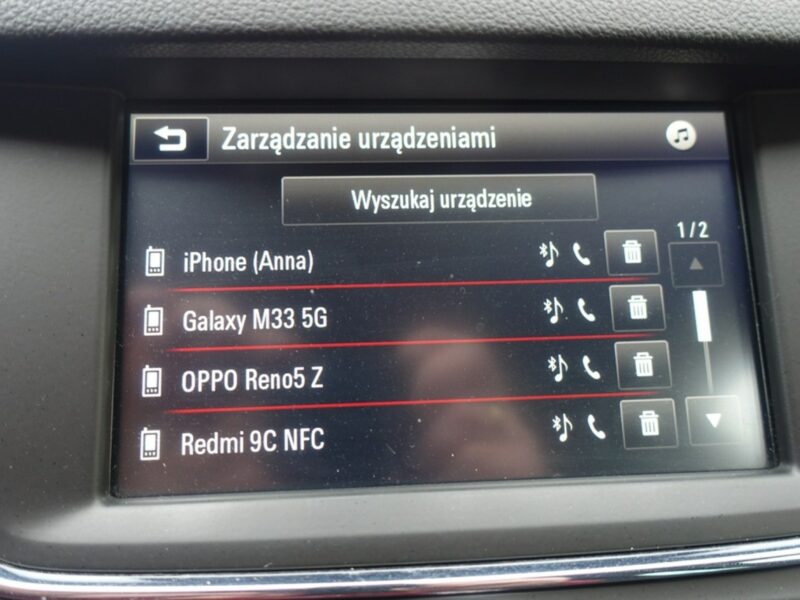 Zarządzanie urządzeniami
Wyszukaj urządzenie
1/2
iPhone (Anna)
Galaxy M33 5G
OPPO Reno5 Z
Redmi 9C NFC